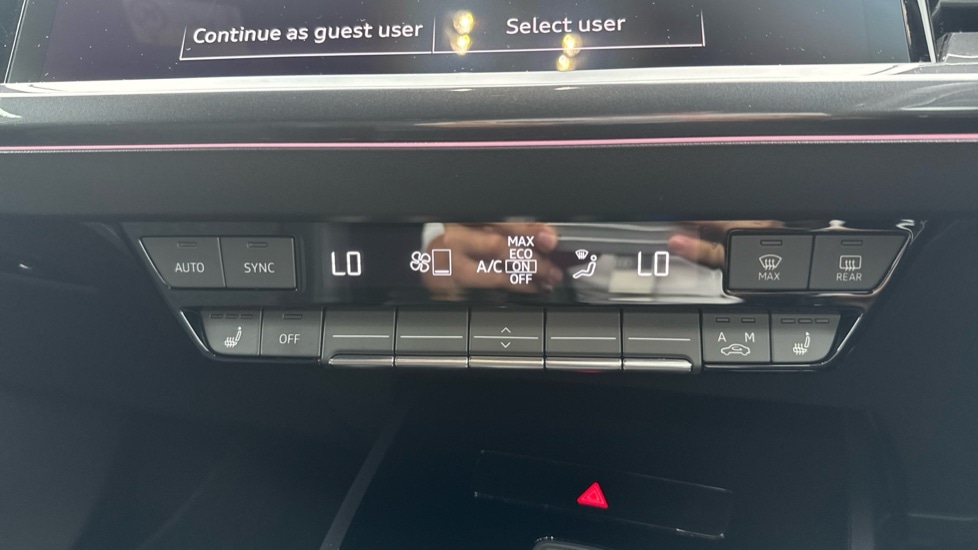 Continue as guest user
Select user
AUTO
SYNC
LO
A/C
MAX
ECO
ON
OFF
LO
MAX
REAR
OFF
A M